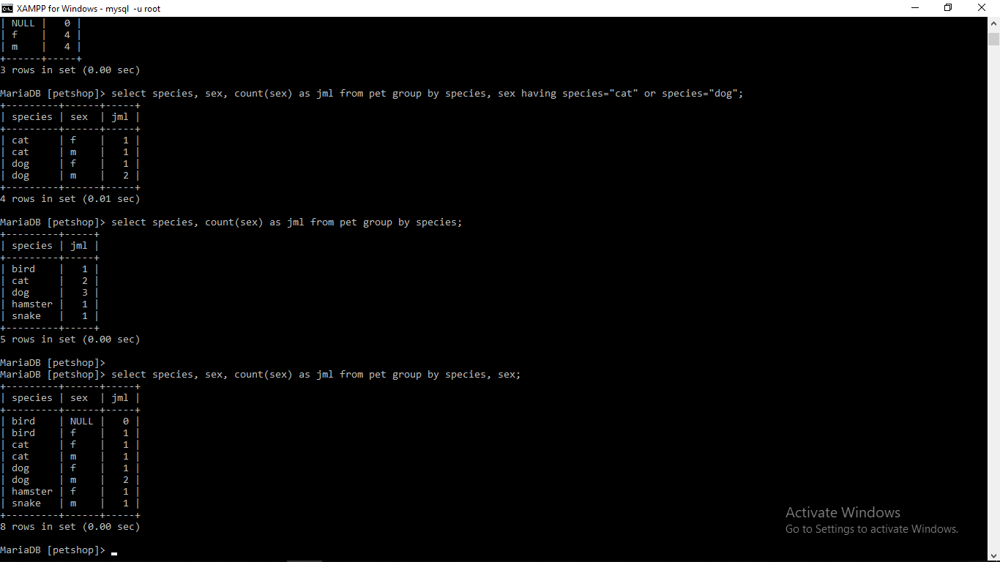 XAMPP for Windows - mysql -u root
| NULL |   0 |
| f    |   4 |
| m    |   4 |
+------+-----+
3 rows in set (0.00 sec)
MariaDB [petshop]> select species, sex, count(sex) as jml from pet group by species, sex having species="cat" or species="dog";
+---------+------+-----+
| species | sex  | jml |
+---------+------+-----+
| cat     | f    |   1 |
| cat     | m    |   1 |
| dog     | f    |   1 |
| dog     | m    |   2 |
+---------+------+-----+
4 rows in set (0.01 sec)
MariaDB [petshop]> select species, count(sex) as jml from pet group by species;
+---------+-----+
| species | jml |
+---------+-----+
| bird    |   1 |
| cat     |   2 |
| dog     |   3 |
| hamster |   1 |
| snake   |   1 |
+---------+-----+
5 rows in set (0.00 sec)
MariaDB [petshop]>
MariaDB [petshop]> select species, sex, count(sex) as jml from pet group by species, sex;
+---------+------+-----+
| species | sex  | jml |
+---------+------+-----+
| bird    | NULL |   0 |
| bird    | f    |   1 |
| cat     | f    |   1 |
| cat     | m    |   1 |
| dog     | f    |   1 |
| dog     | m    |   2 |
| hamster | f    |   1 |
| snake   | m    |   1 |
+---------+------+-----+
8 rows in set (0.00 sec)
MariaDB [petshop]> _
Activate Windows
Go to Settings to activate Windows.